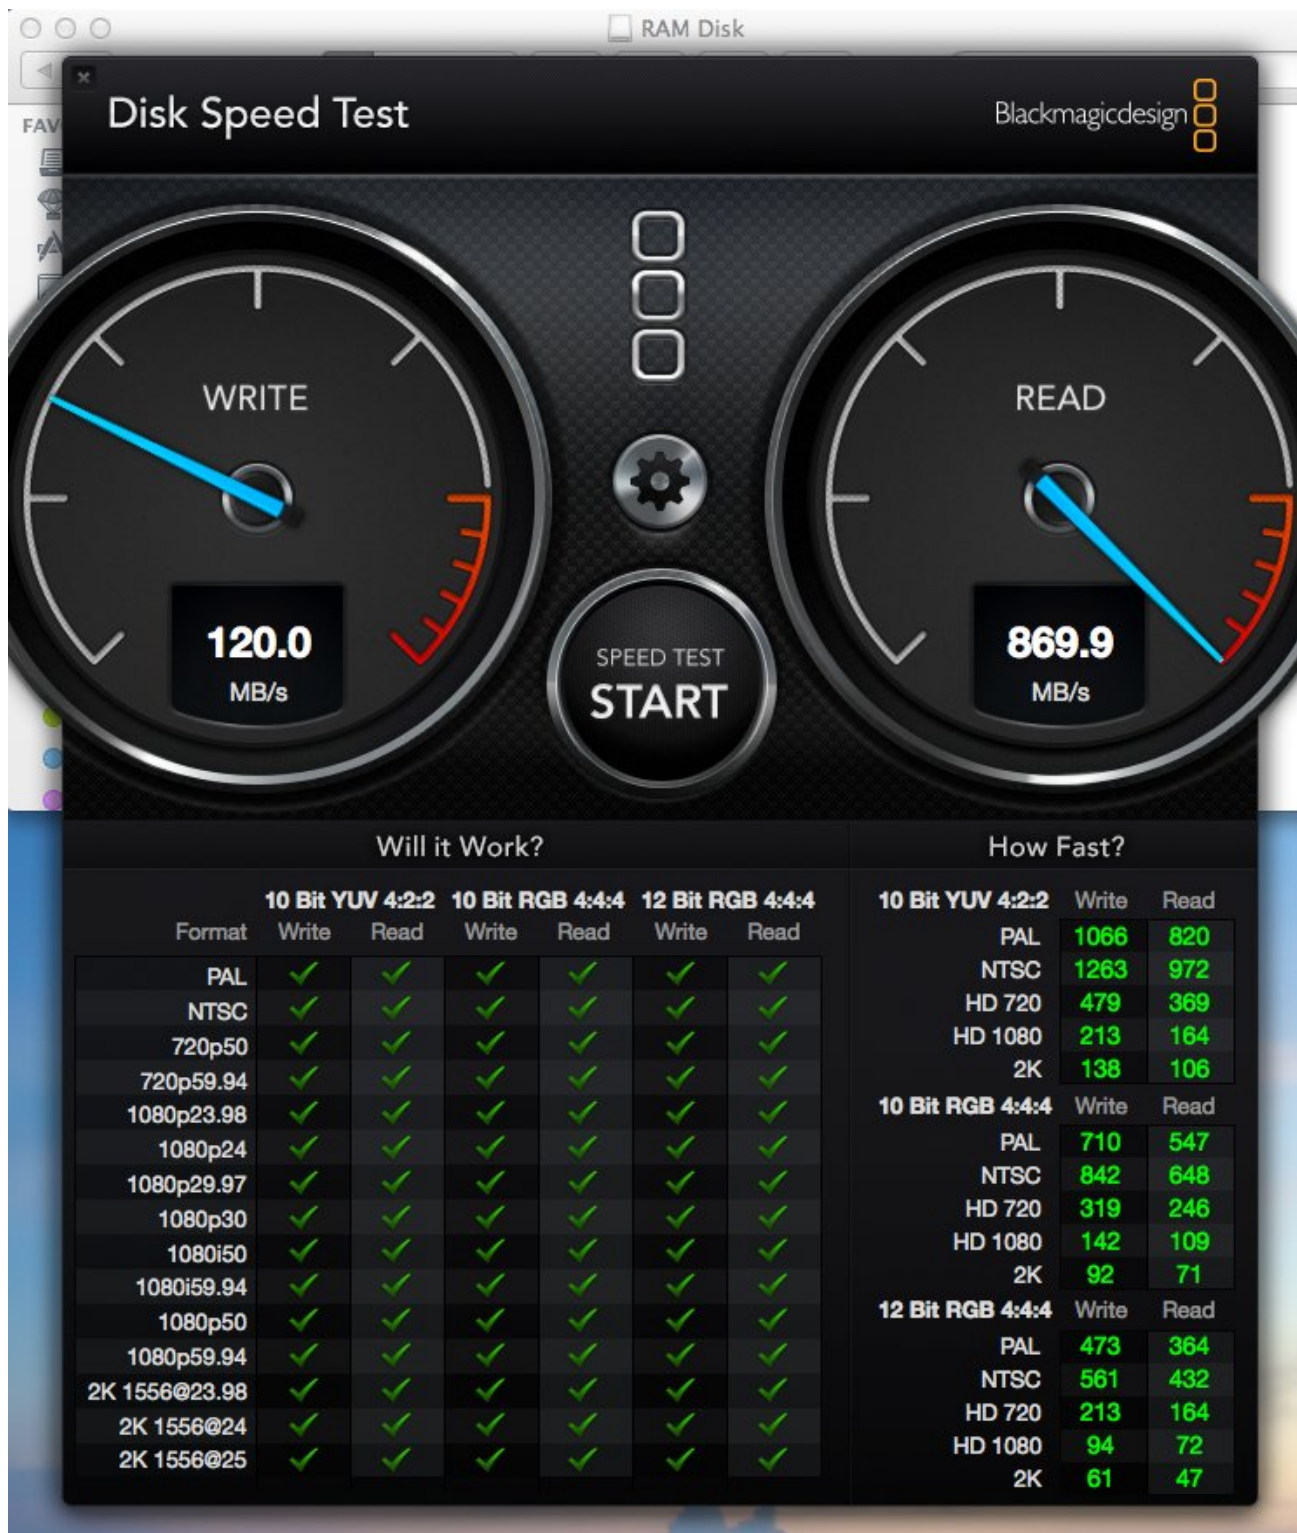 RAM Disk
FAV
Disk Speed Test
Blackmagicdesign
WRITE
READ
120.0
MB/s
869.9
MB/s
SPEED TEST
START
Will it Work?
10 Bit YUV 4:2:2 10 Bit RGB 4:4:4 12 Bit RGB 4:4:4
Format Write Read Write Read Write Read
PAL
NTSC
720p50
720p59.94
1080p23.98
1080p24
1080p29.97
1080p30
1080i50
1080i59.94
1080p50
1080p59.94
2K 1556@23.98
2K 1556@24
2K 1556@25
How Fast?
10 Bit YUV 4:2:2 Write Read
PAL 1066 820
NTSC 1263 972
HD 720 479 369
HD 1080 213 164
2K 138 106
10 Bit RGB 4:4:4 Write Read
PAL 710 547
NTSC 842 648
HD 720 319 246
HD 1080 142 109
2K 92 71
12 Bit RGB 4:4:4 Write Read
PAL 473 364
NTSC 561 432
HD 720 213 164
HD 1080 94 72
2K 61 47